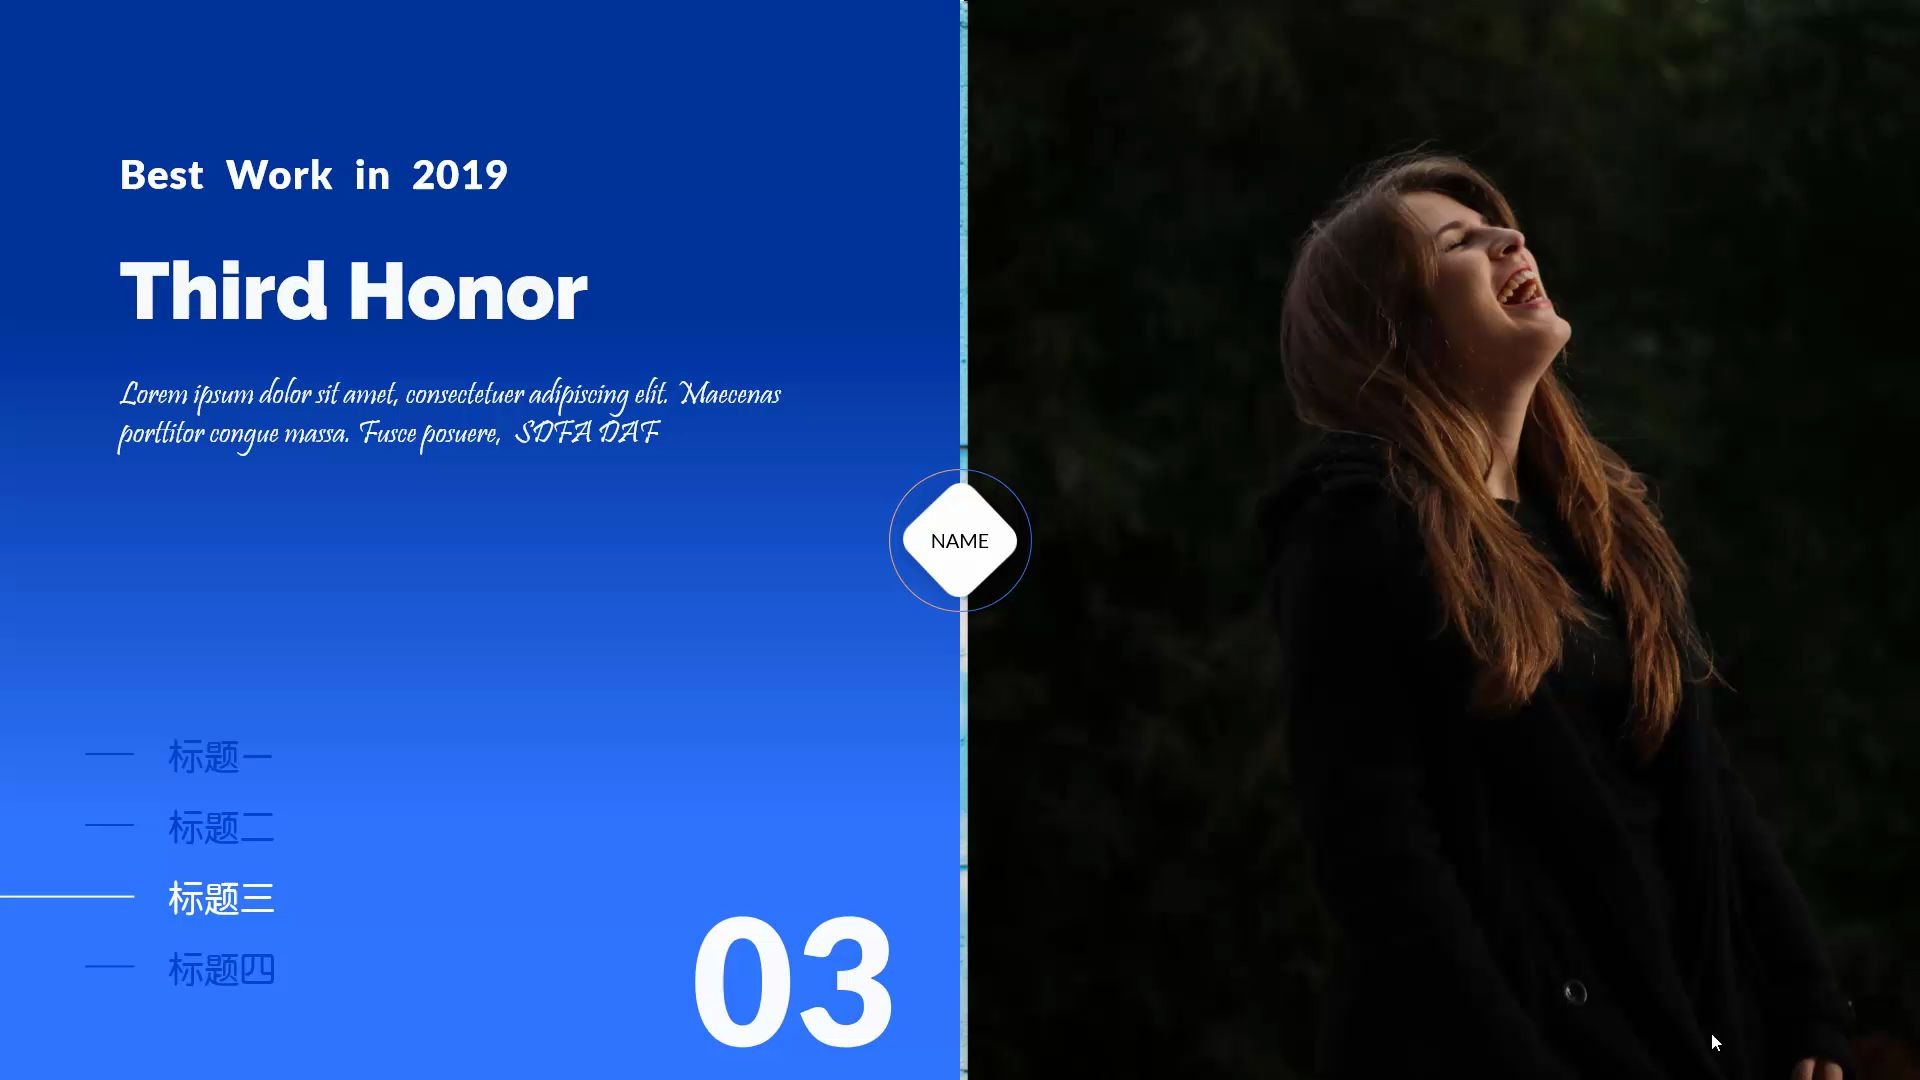 Best Work in 2019
Third Honor
Lorem ipsum dolor sit amet, consectetuer adipiscing elit. Maecenas
porttitor congue massa. Fusce posuere, SDFA DAF
NAME
标题一
标题二
标题三
标题四
03